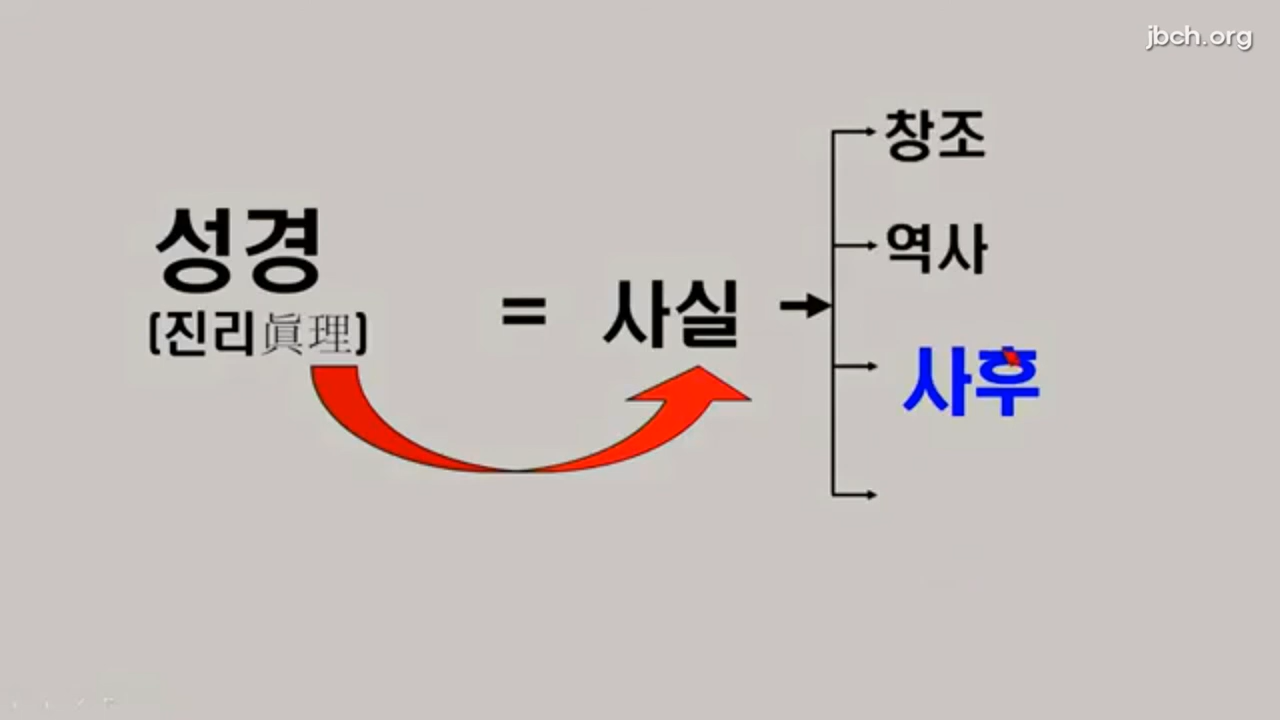 jbch.org
성경
(진리眞理)
= 사실
창조
역사
사후